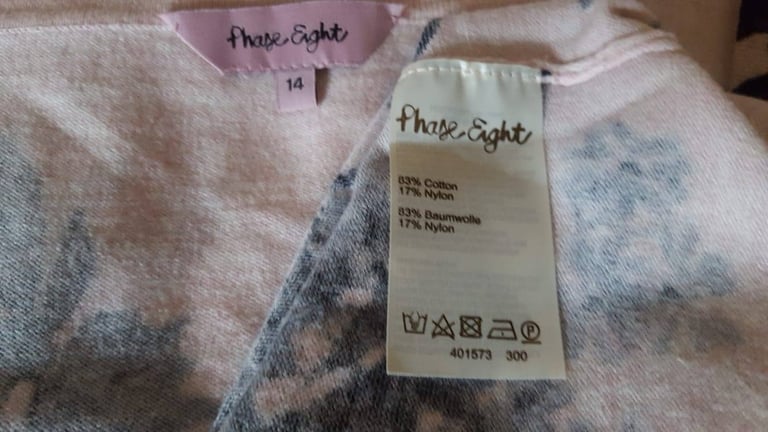 Phase Eight
14
Phase Eight
83% Cotton
17% Nylon
83% Baumwolle
17% Nylon
401573 300